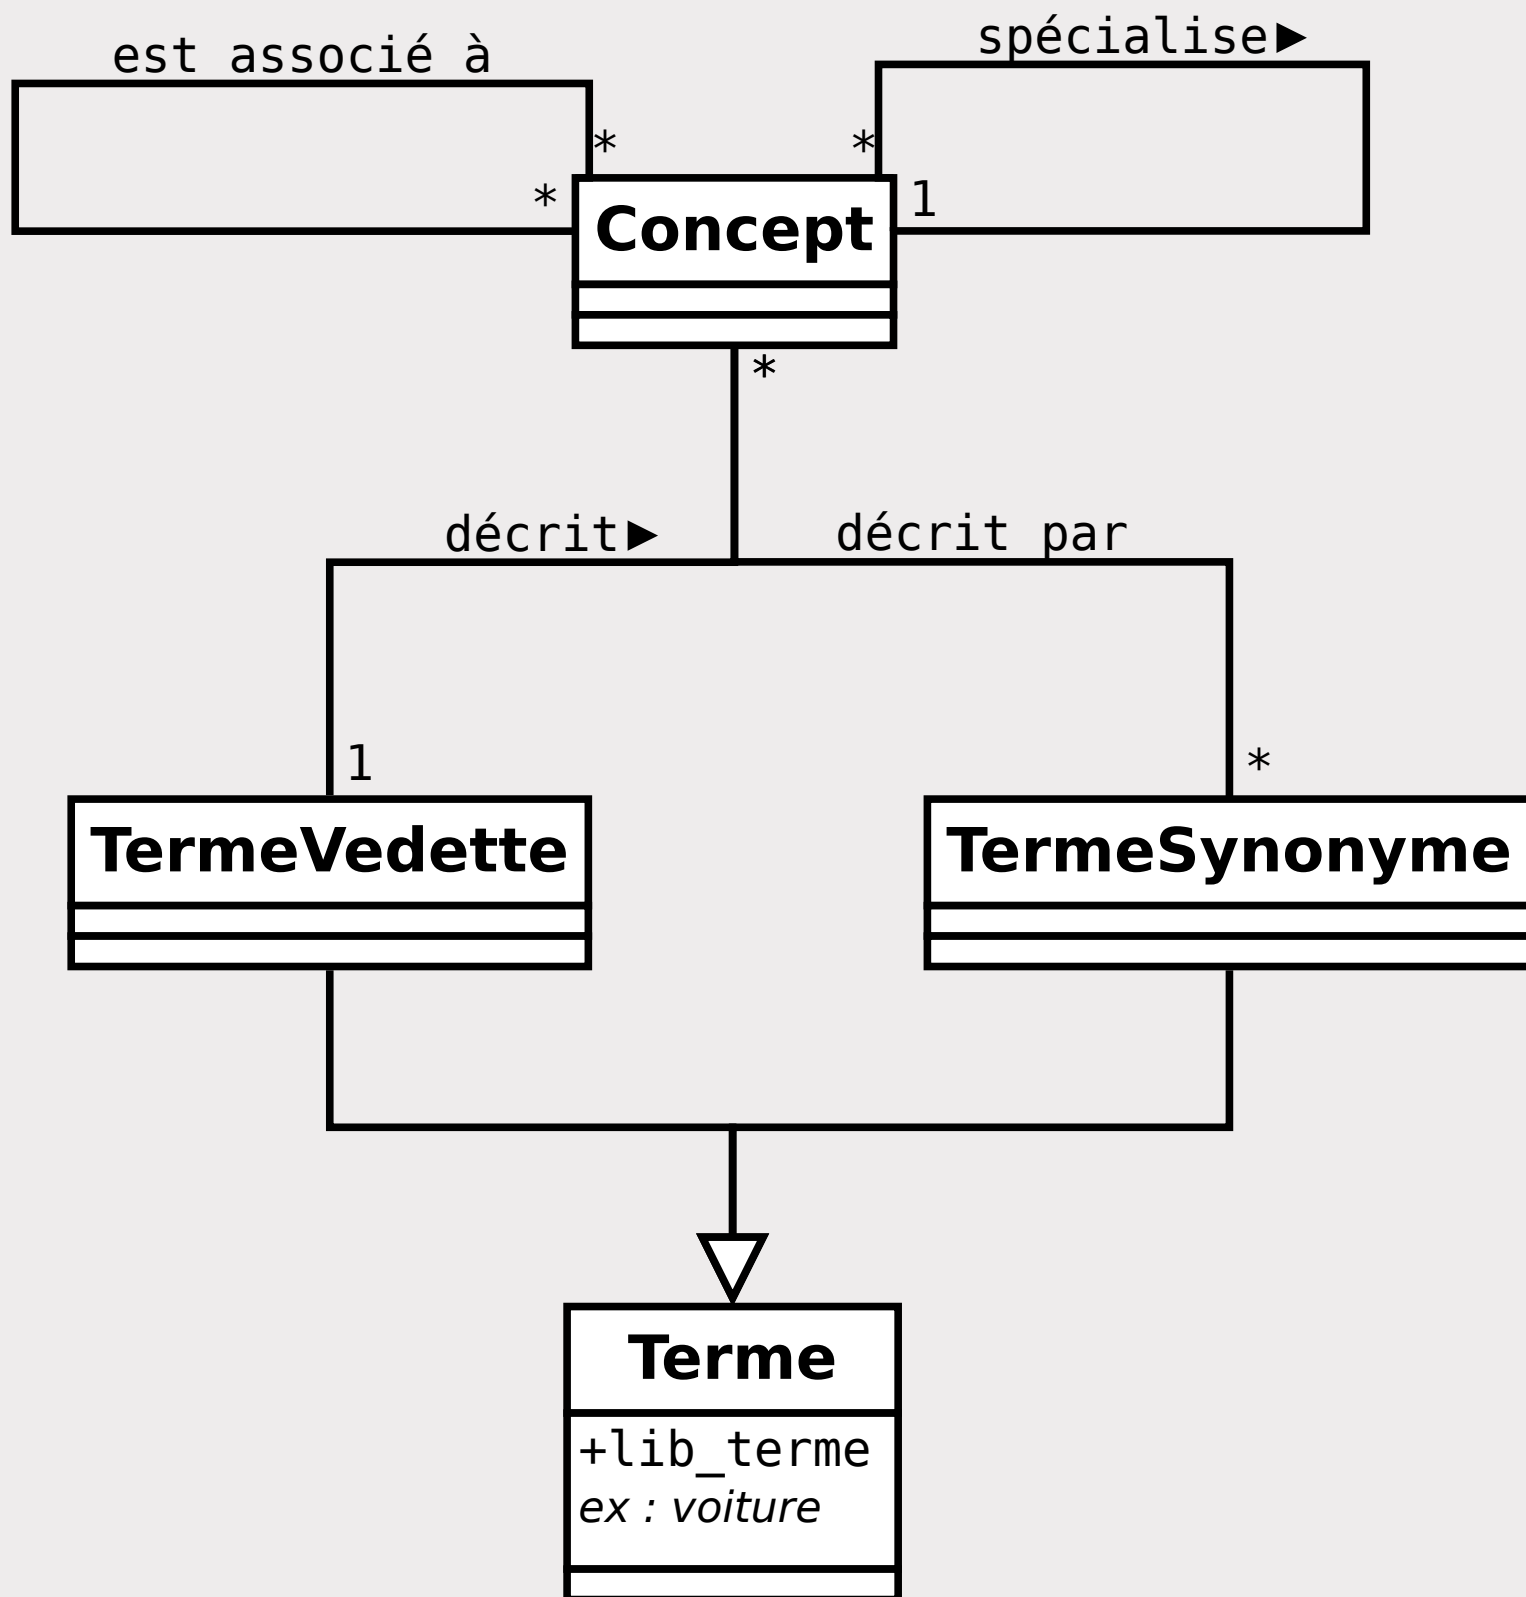 spécialise►
est associé à
*
*
*
1
Concept
*
décrit►
décrit par
1
*
TermeVedette
TermeSynonyme
Terme
+lib_terme
ex : voiture